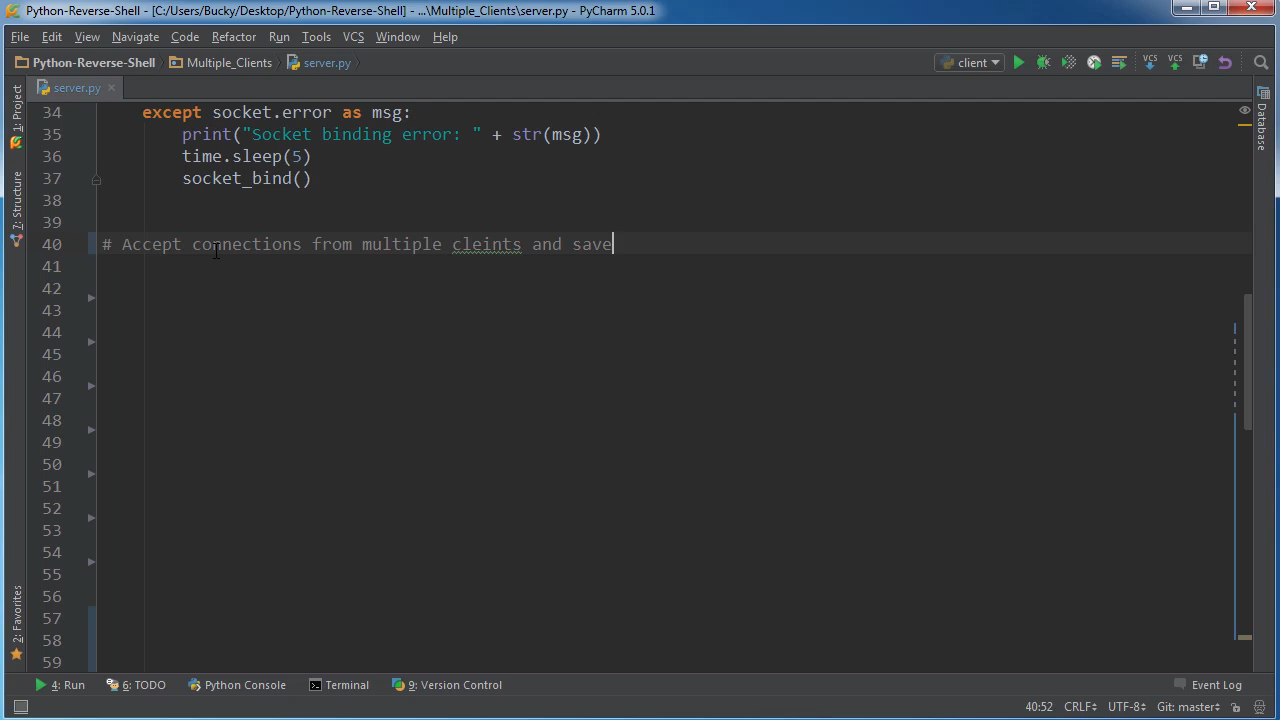 Python-Reverse-Shell - [C:/Users/Bucky/Desktop/Python-Reverse-Shell] - ...\Multiple_Clients\server.py - PyCharm 5.0.1
File Edit View Navigate Code Refactor Run Tools VCS Window Help
Python-Reverse-Shell Multiple_Clients server.py client VCS VCS
server.py
1: Project
7: Structure
2: Favorites
Database
34 except socket.error as msg:
35 print("Socket binding error: " + str(msg))
36 time.sleep(5)
37 socket_bind()
38
39
40 # Accept connections from multiple cleints and save
41
42
43
44
45
46
47
48
49
50
51
52
53
54
55
56
57
58
59
4: Run 6: TODO Python Console Terminal 9: Version Control Event Log
40:52 CRLF UTF-8 Git: master